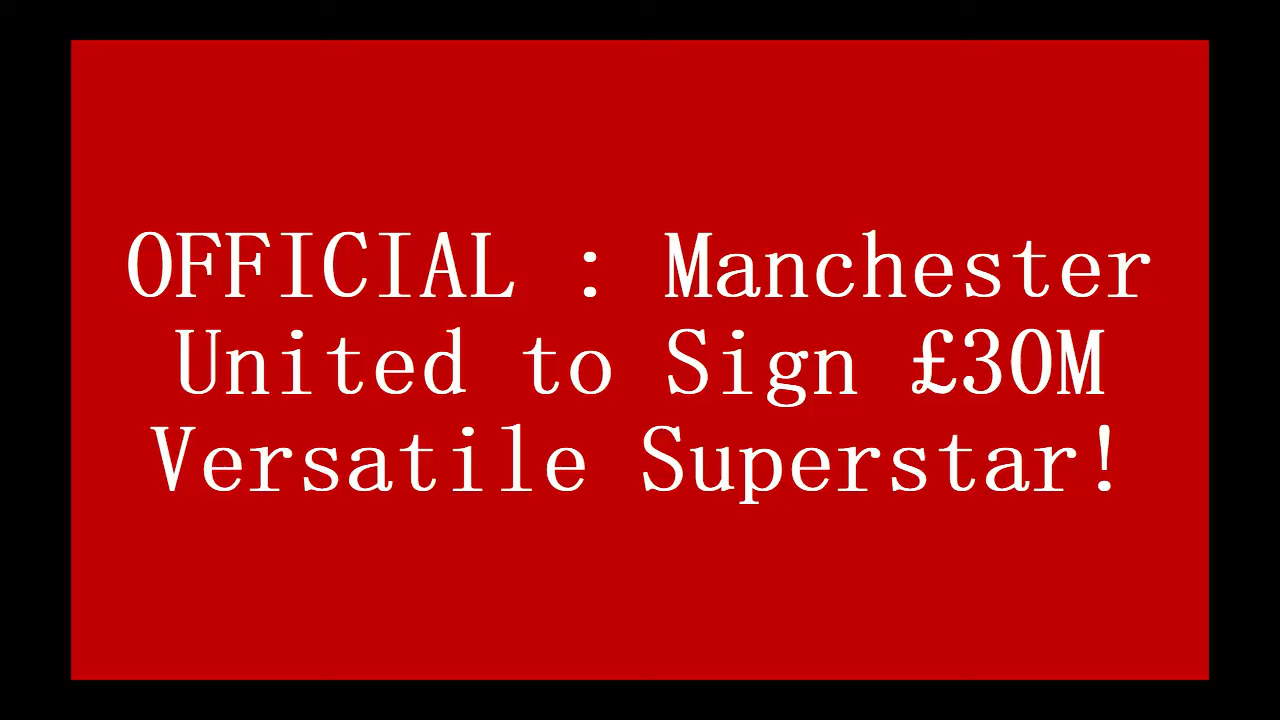 OFFICIAL : Manchester
United to Sign £30M
Versatile Superstar!